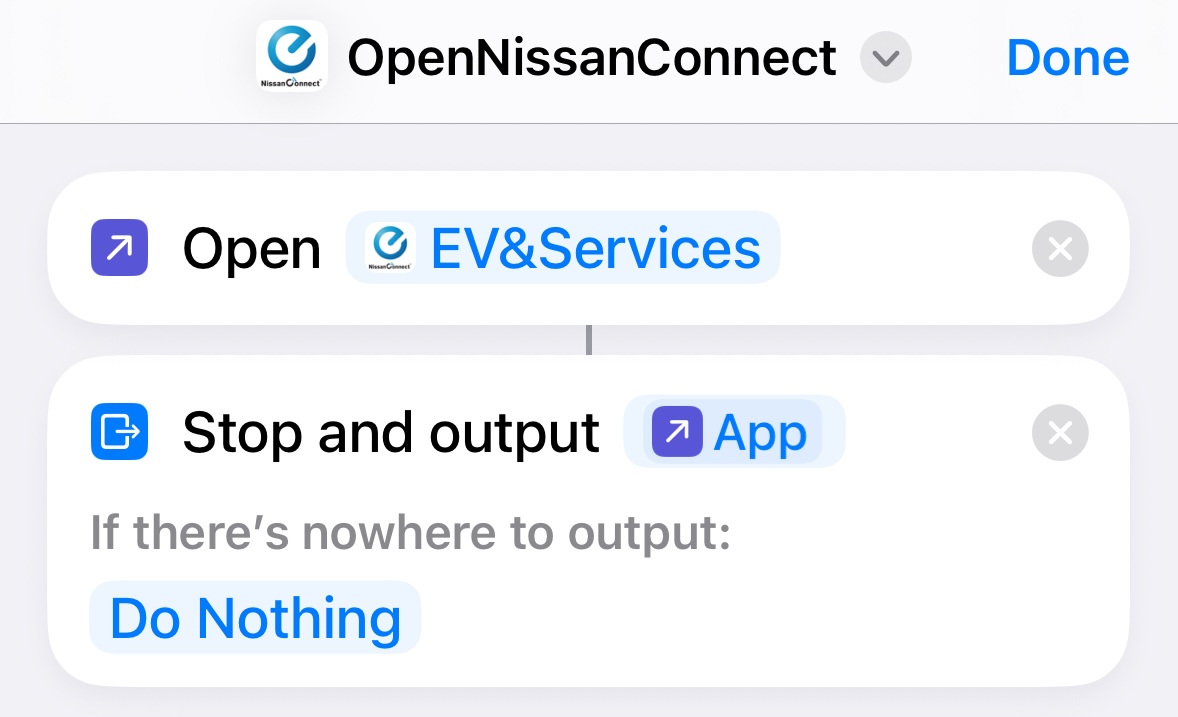 NissanConnect
OpenNissanConnect
Done
Open NissanConnect EV&Services
Stop and output App
If there’s nowhere to output:
Do Nothing